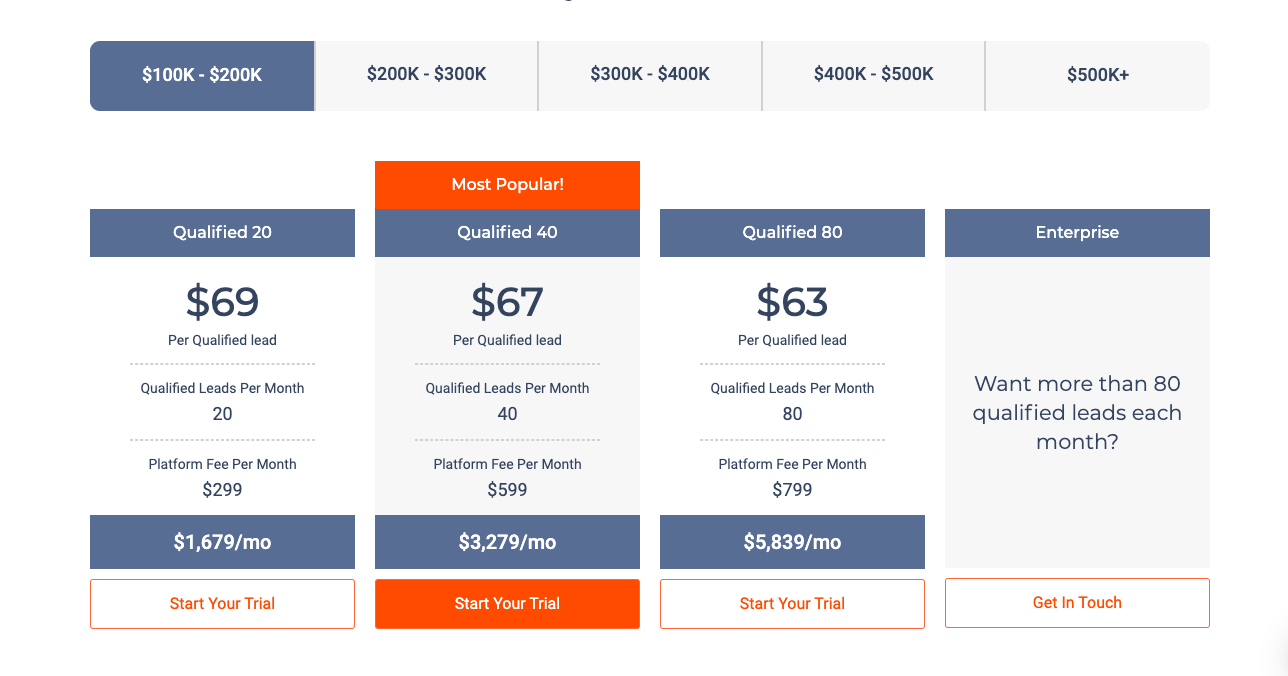 $100K - $200K
$200K - $300K
$300K - $400K
$400K - $500K
$500K+
Most Popular!
Qualified 20
$69
Per Qualified lead
Qualified Leads Per Month
20
Platform Fee Per Month
$299
$1,679/mo
Start Your Trial
Qualified 40
$67
Per Qualified lead
Qualified Leads Per Month
40
Platform Fee Per Month
$599
$3,279/mo
Start Your Trial
Qualified 80
$63
Per Qualified lead
Qualified Leads Per Month
80
Platform Fee Per Month
$799
$5,839/mo
Start Your Trial
Enterprise
Want more than 80
qualified leads each
month?
Get In Touch